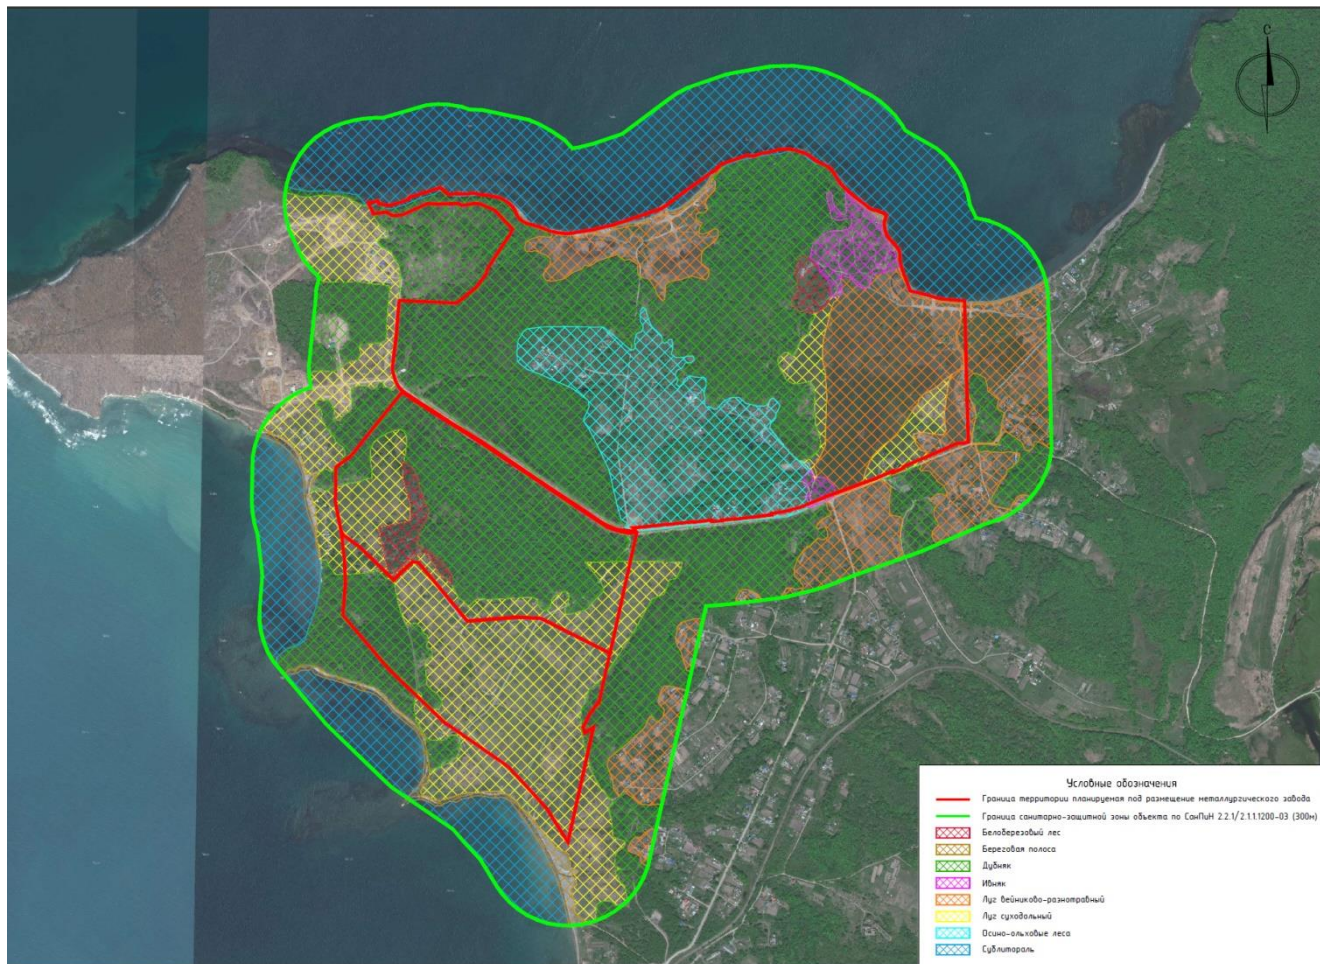 С
Условные обозначения
Граница территории планируемая под размещение металлургического завода
Граница санитарно-защитной зоны объекта по СанПиН 2.2.1/2.1.1.1200-03 (300м)
Белоберезовый лес
Береговая полоса
Дубняк
Ивняк
Луг вейниково-разнотравный
Луг суходольный
Осино-ольховые леса
Сублитораль